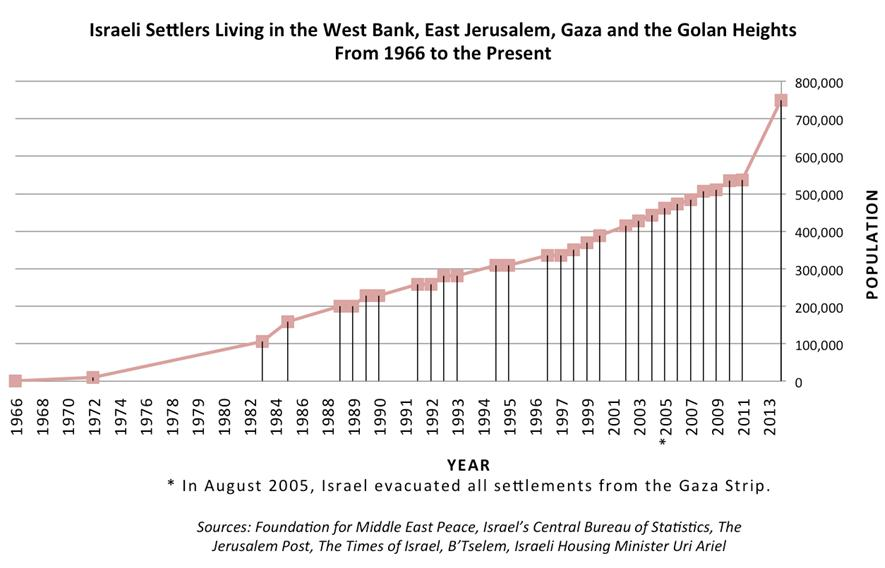 Israeli Settlers Living in the West Bank, East Jerusalem, Gaza and the Golan Heights
From 1966 to the Present
800,000
700,000
600,000
500,000
400,000
300,000
200,000
100,000
0
POPULATION
1966 1968 1970 1972 1974 1976 1978 1979 1980 1982 1984 1986 1988 1989 1990 1991 1992 1993 1994 1995 1996 1997 1999 2001 2003 *2005 2007 2009 2011 2013
YEAR
* In August 2005, Israel evacuated all settlements from the Gaza Strip.
Sources: Foundation for Middle East Peace, Israel's Central Bureau of Statistics, The
Jerusalem Post, The Times of Israel, B'Tselem, Israeli Housing Minister Uri Ariel